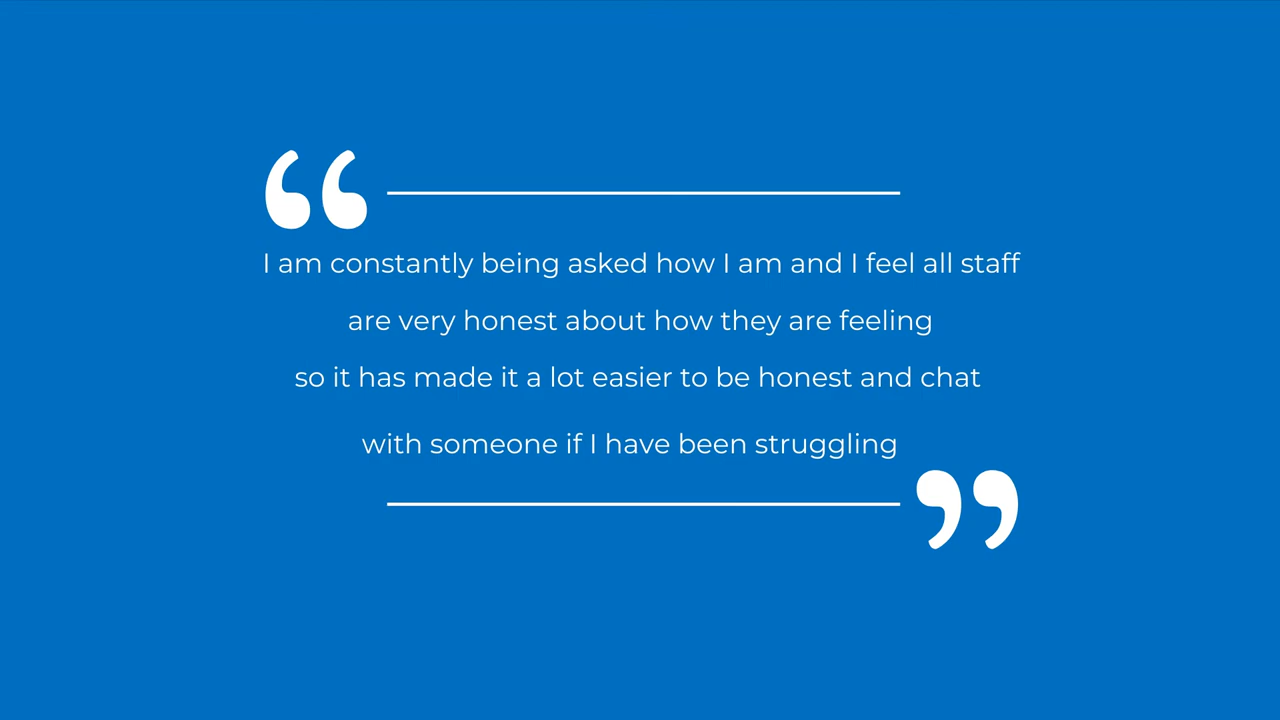 “
I am constantly being asked how I am and I feel all staff
are very honest about how they are feeling
so it has made it a lot easier to be honest and chat
with someone if I have been struggling
”